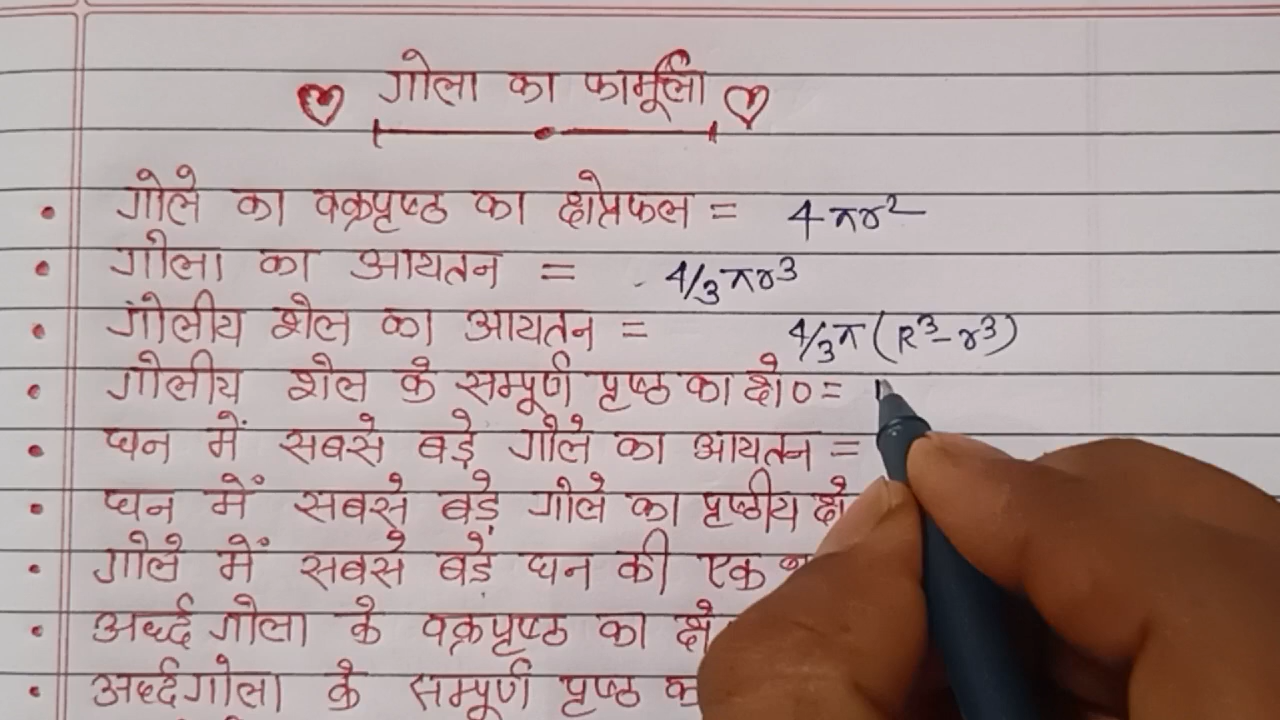 गोला का फार्मूला
गोले का वक्रपृष्ठ का क्षेत्रफल = 4πr²
गोला का आयतन = 4/3πr³
गोलीय शेल का आयतन = 4/3π(R³-r³)
गोलीय शेल के सम्पूर्ण पृष्ठ का क्षे० =
घन में सबसे बड़े गोले का आयतन =
घन में सबसे बड़े गोले का पृष्ठीय क्षे
गोले में सबसे बड़े घन की एक
अर्ध्द गोला के वक्रपृष्ठ का क्षे
अर्ध्दगोला के सम्पूर्ण पृष्ठ